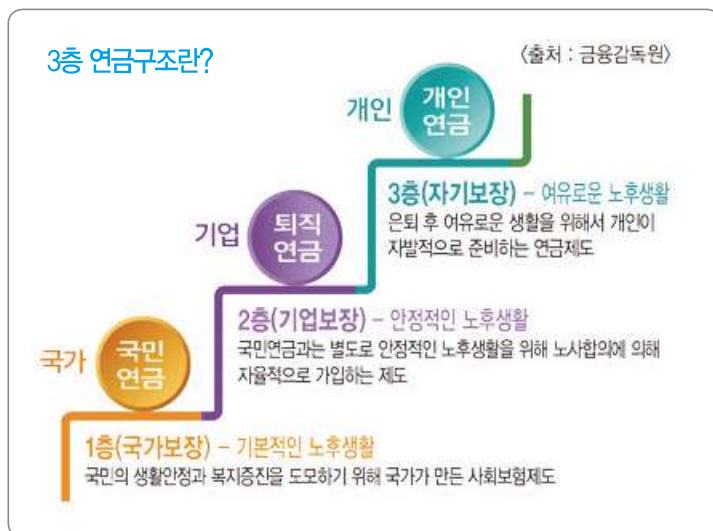 3층 연금구조란?
〈출처 : 금융감독원〉
개인
개인
연금
3층(자기보장) – 여유로운 노후생활
은퇴 후 여유로운 생활을 위해서 개인이
자발적으로 준비하는 연금제도
기업
퇴직
연금
2층(기업보장) – 안정적인 노후생활
국민연금과는 별도로 안정적인 노후생활을 위해 노사합의에 의해
자율적으로 가입하는 제도
국가
국민
연금
1층(국가보장) – 기본적인 노후생활
국민의 생활안정과 복지증진을 도모하기 위해 국가가 만든 사회보험제도